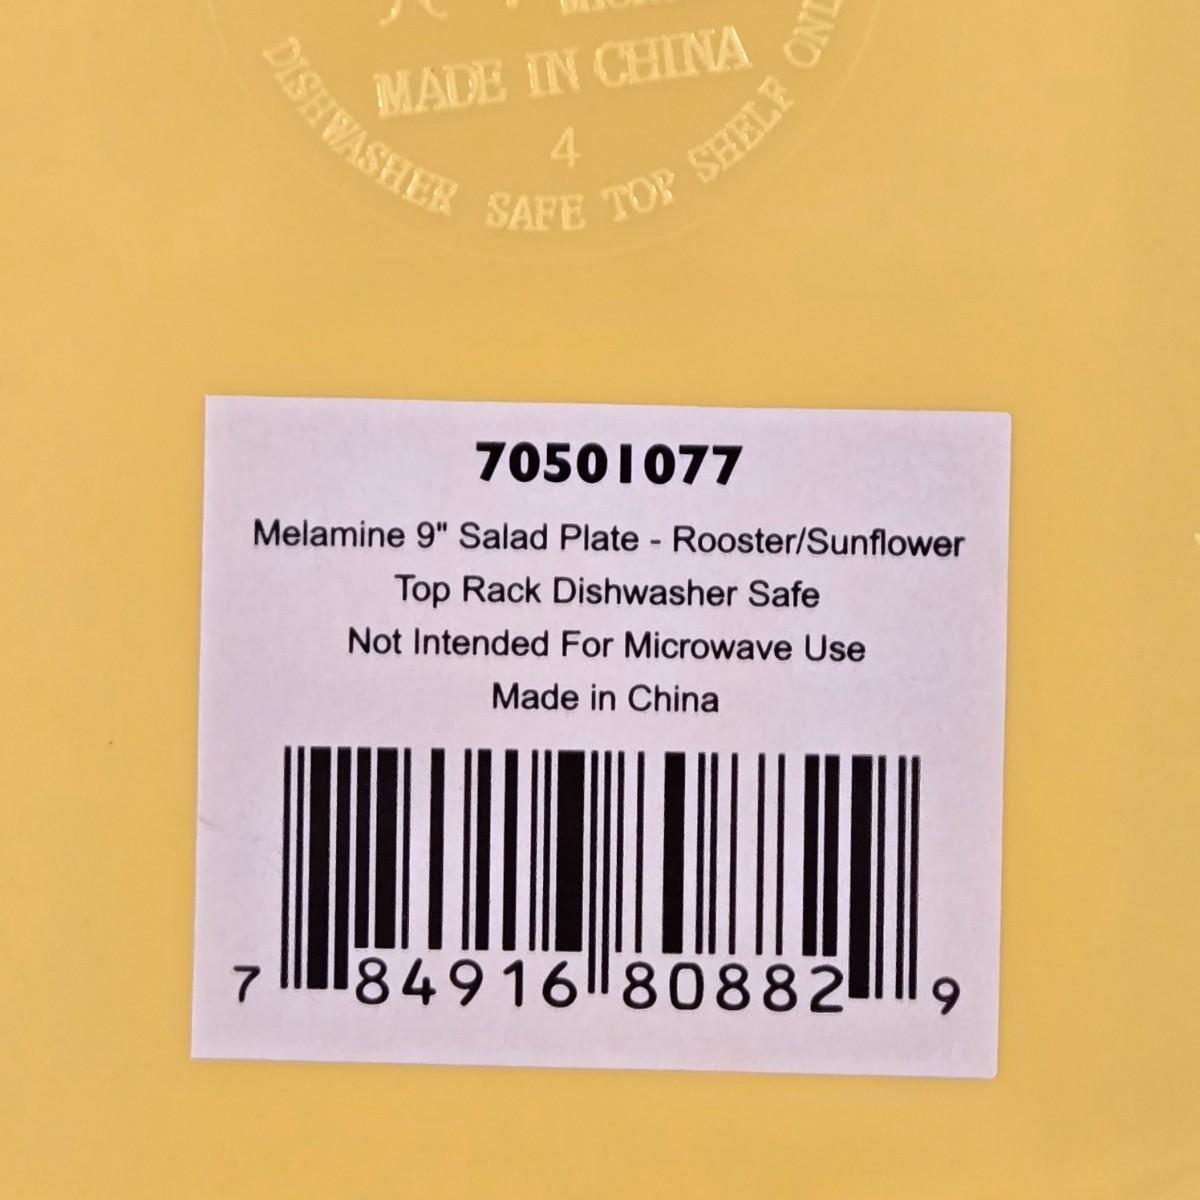 MADE IN CHINA
4
DISHWASHER SAFE TOP SHELF ONLY
70501077
Melamine 9" Salad Plate - Rooster/Sunflower
Top Rack Dishwasher Safe
Not Intended For Microwave Use
Made in China
7 84916 80882 9